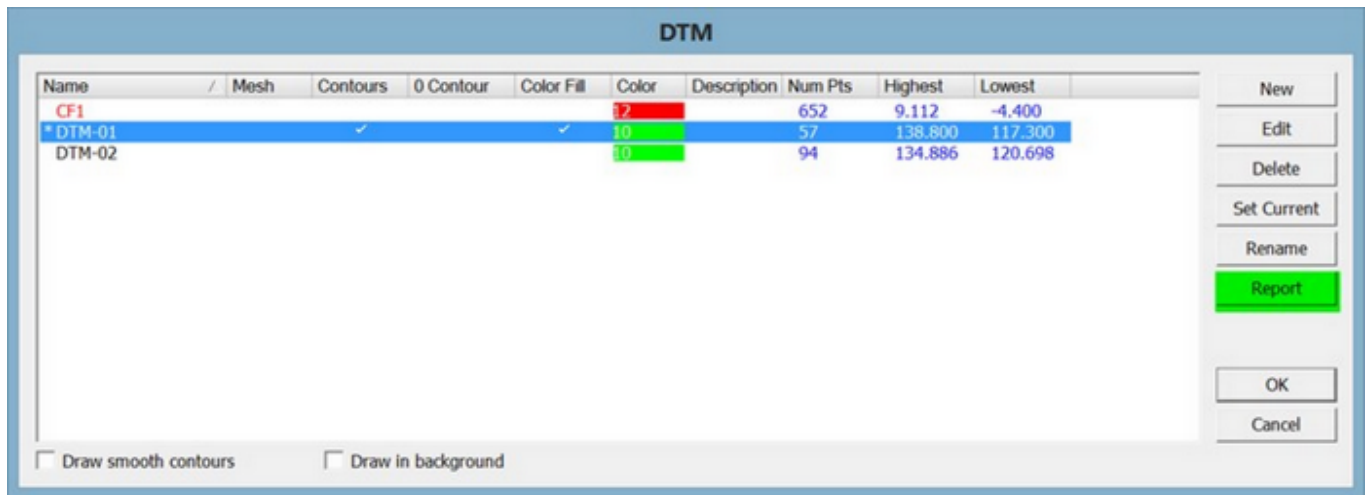 DTM
Name / Mesh Contours 0 Contour Color Fill Color Description Num Pts Highest Lowest
CF1 12 652 9.112 -4.400
* DTM-01 ✓ ✓ 10 57 138.800 117.300
DTM-02 10 94 134.886 120.698
New
Edit
Delete
Set Current
Rename
Report
OK
Cancel
Draw smooth contours Draw in background